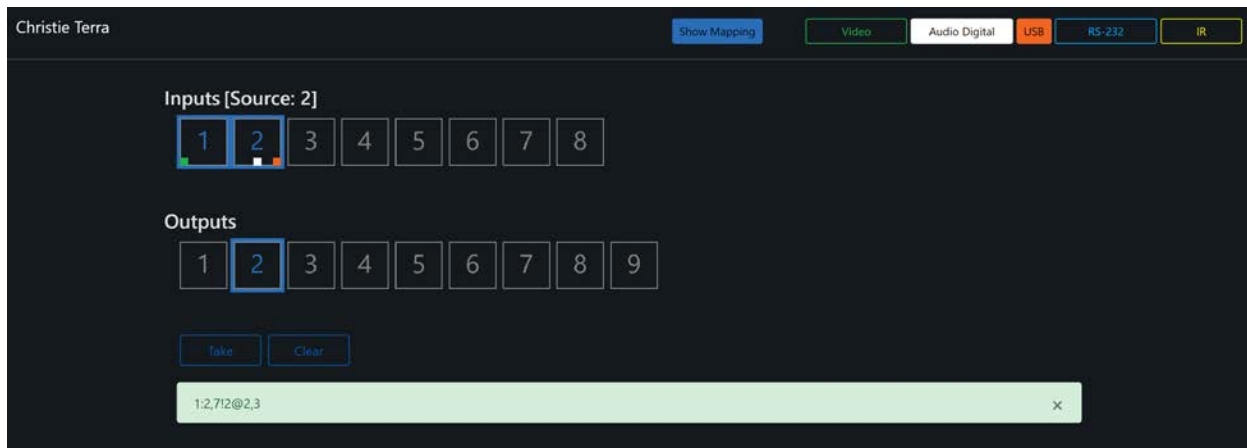 Christie Terra
Show Mapping Video Audio Digital USB RS-232 IR
Inputs [Source: 2]
1 2 3 4 5 6 7 8
Outputs
1 2 3 4 5 6 7 8 9
Take Clear
1:2,7!2@2,3 ×